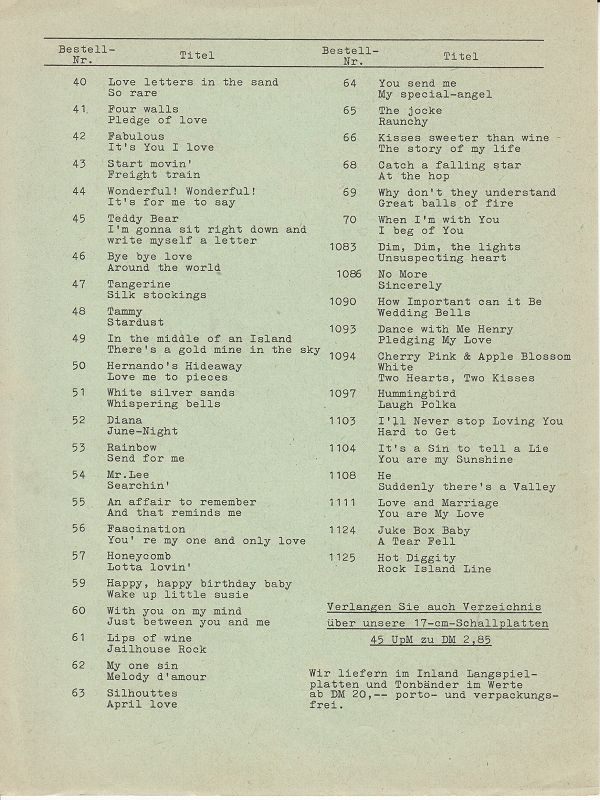 Bestell-
Nr.
Titel
40 Love letters in the sand
So rare
41 Four walls
Pledge of love
42 Fabulous
It's You I love
43 Start movin'
Freight train
44 Wonderful! Wonderful!
It's for me to say
45 Teddy Bear
I'm gonna sit right down and
write myself a letter
46 Bye bye love
Around the world
47 Tangerine
Silk stockings
48 Tammy
Stardust
49 In the middle of an Island
There's a gold mine in the sky
50 Hernando's Hideaway
Love me to pieces
51 White silver sands
Whispering bells
52 Diana
June-Night
53 Rainbow
Send for me
54 Mr.Lee
Searchin'
55 An affair to remember
And that reminds me
56 Faacination
You' re my one and only love
57 Honeycomb
Lotta lovin'
59 Happy, happy birthday baby
Wake up little susie
60 With you on my mind
Just between you and me
61 Lips of wine
Jailhouse Rock
62 My one sin
Melody d'amour
63 Silhouttes
April love
Bestell-
Nr.
Titel
64 You send me
My special-angel
65 The jocke
Raunchy
66 Kisses sweeter than wine
The story of my life
68 Catch a falling star
At the hop
69 Why don't they understand
Great balls of fire
70 When I'm with You
I beg of You
1083 Dim, Dim, the lights
Unsuspecting heart
1086 No More
Sincerely
1090 How Important can it Be
Wedding Bells
1093 Dance with Me Henry
Pledging My Love
1094 Cherry Pink & Apple Blossom
White
Two Hearts, Two Kisses
1097 Hummingbird
Laugh Polka
1103 I'll Never stop Loving You
Hard to Get
1104 It's a Sin to tell a Lie
You are my Sunshine
1108 He
Suddenly there's a Valley
1111 Love and Marriage
You are My Love
1124 Juke Box Baby
A Tear Fell
1125 Hot Diggity
Rock Island Line
Verlangen Sie auch Verzeichnis
über unsere 17-cm-Schallplatten
45 UpM zu DM 2,85
Wir liefern im Inland Langspiel-
platten und Tonbänder im Werte
ab DM 20,-- porto- und verpackungs-
frei.